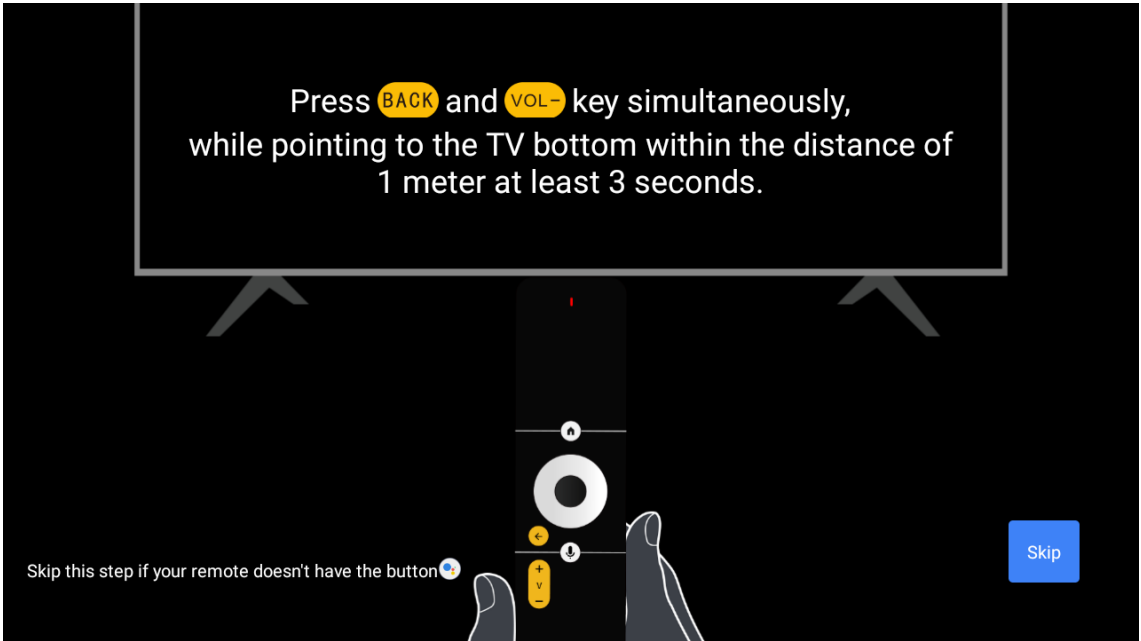 Press BACK and VOL− key simultaneously,
while pointing to the TV bottom within the distance of
1 meter at least 3 seconds.
Skip this step if your remote doesn't have the button
Skip
+
V
−